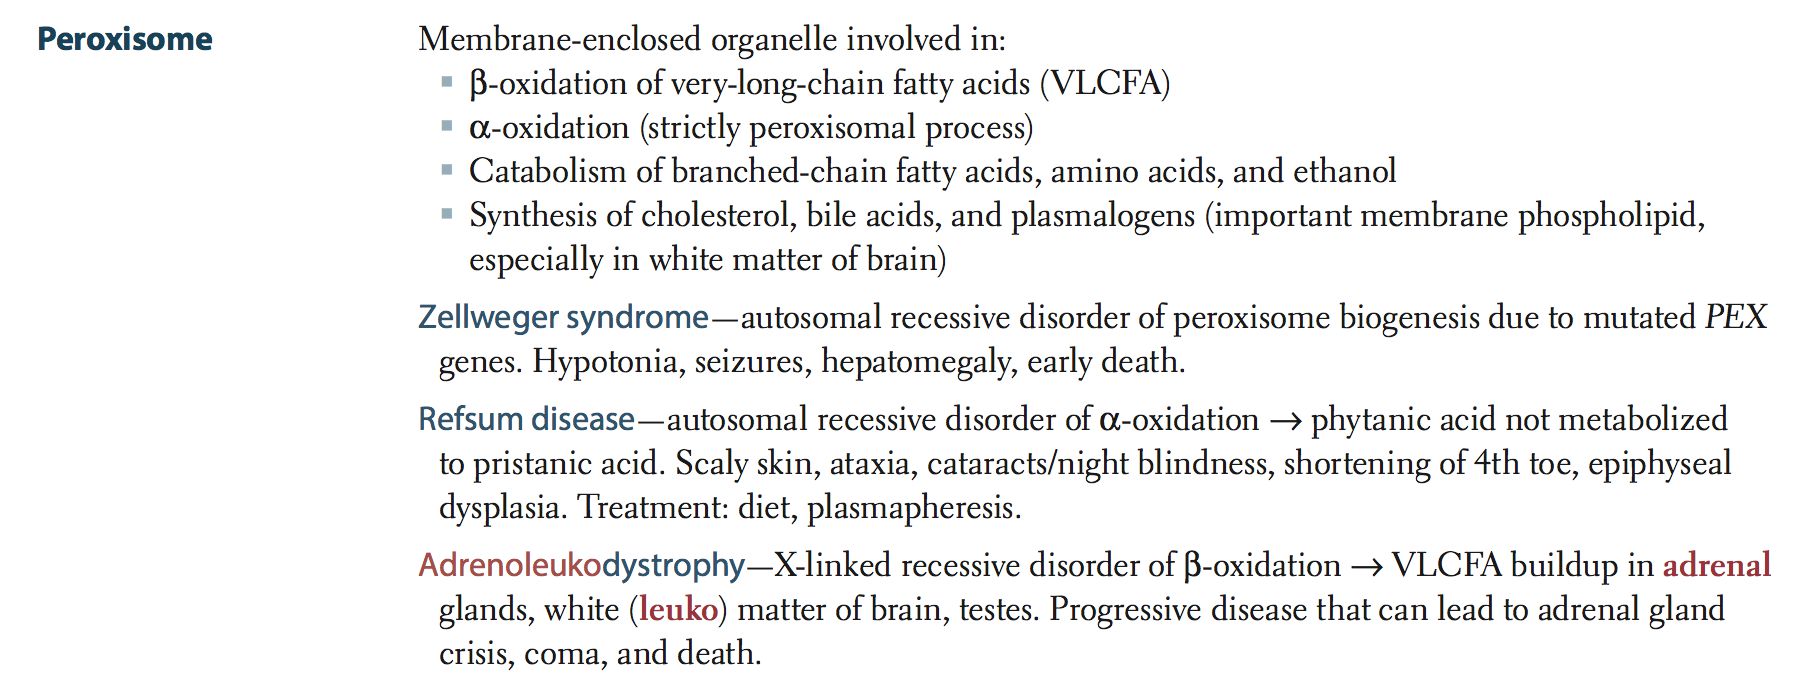 Peroxisome
Membrane-enclosed organelle involved in:
▪ β-oxidation of very-long-chain fatty acids (VLCFA)
▪ α-oxidation (strictly peroxisomal process)
▪ Catabolism of branched-chain fatty acids, amino acids, and ethanol
▪ Synthesis of cholesterol, bile acids, and plasmalogens (important membrane phospholipid,
especially in white matter of brain)
Zellweger syndrome—autosomal recessive disorder of peroxisome biogenesis due to mutated PEX
genes. Hypotonia, seizures, hepatomegaly, early death.
Refsum disease—autosomal recessive disorder of α-oxidation → phytanic acid not metabolized
to pristanic acid. Scaly skin, ataxia, cataracts/night blindness, shortening of 4th toe, epiphyseal
dysplasia. Treatment: diet, plasmapheresis.
Adrenoleukodystrophy—X-linked recessive disorder of β-oxidation → VLCFA buildup in adrenal
glands, white (leuko) matter of brain, testes. Progressive disease that can lead to adrenal gland
crisis, coma, and death.